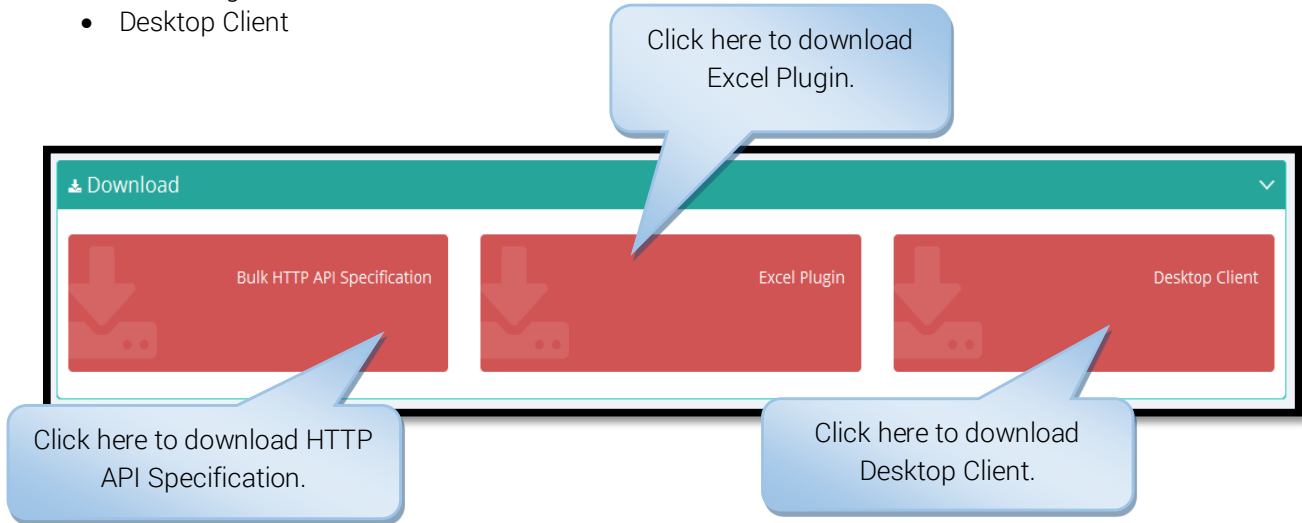 • Desktop Client
Click here to download
Excel Plugin.
Download
Bulk HTTP API Specification
Excel Plugin
Desktop Client
Click here to download HTTP
API Specification.
Click here to download
Desktop Client.